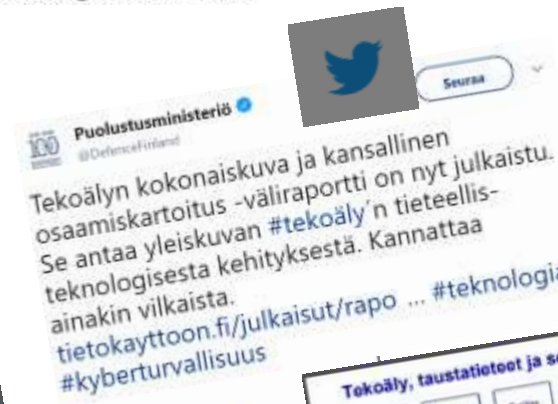 Puolustusministeriö
@DefenceFinland
Seuraa
Tekoälyn kokonaiskuva ja kansallinen
osaamiskartoitus -väliraportti on nyt julkaistu.
Se antaa yleiskuvan #tekoäly´n tieteellis-
teknologisesta kehityksestä. Kannattaa
ainakin vilkaista.
tietokayttoon.fi/julkaisut/rapo ... #teknologia
#kyberturvallisuus
Tekoäly, taustatieteet ja